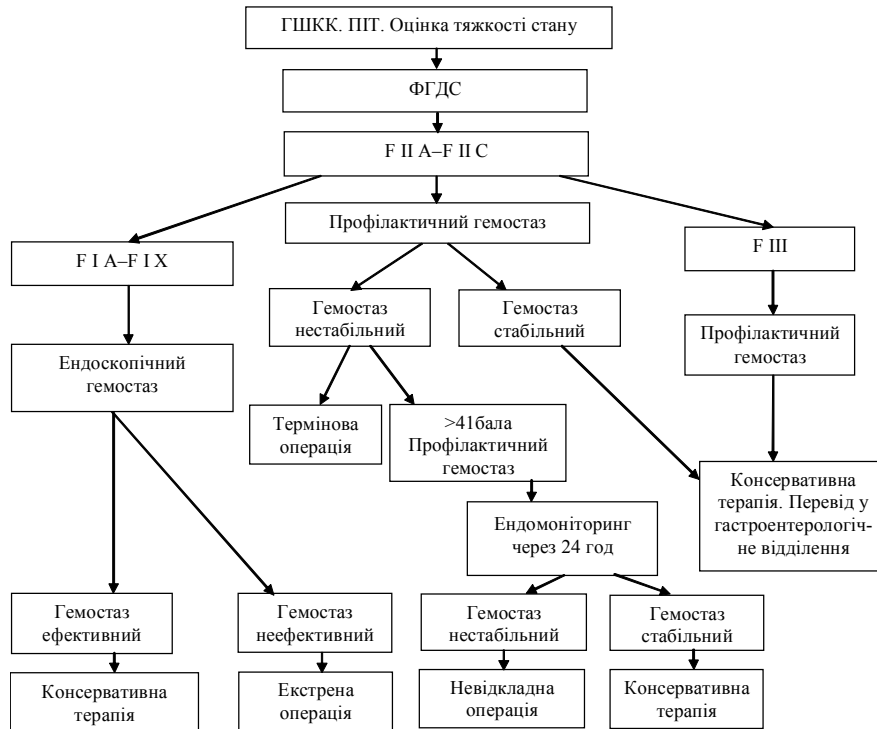 ГШКК. ПІТ. Оцінка тяжкості стану
ФГДС
F II A–F II C
Профілактичний гемостаз
F I A–F I X
F III
Гемостаз
нестабільний
Гемостаз
стабільний
Профілактичний
гемостаз
Ендоскопічний
гемостаз
Термінова
операція
>41бала
Профілактичний
гемостаз
Консервативна
терапія. Перевід у
гастроентерологіч-
не відділення
Ендомоніторинг
через 24 год
Гемостаз
ефективний
Гемостаз
неефективний
Гемостаз
нестабільний
Гемостаз
стабільний
Консервативна
терапія
Екстрена
операція
Невідкладна
операція
Консервативна
терапія